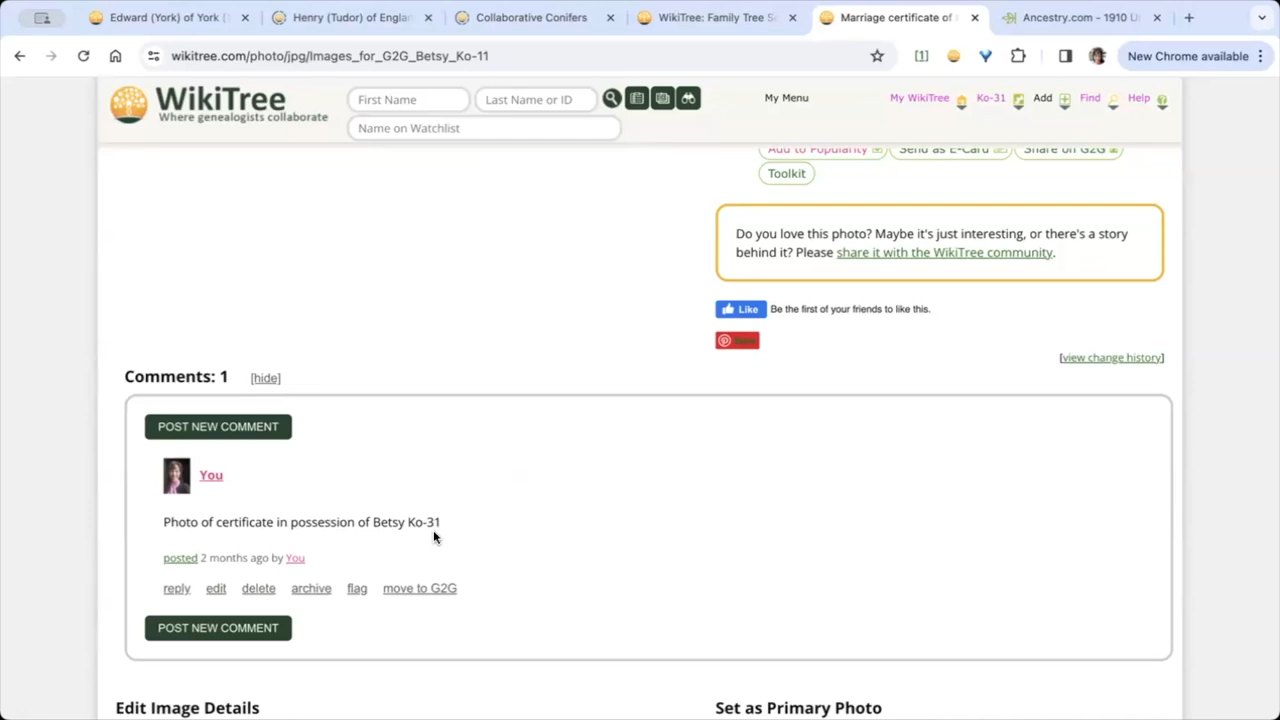 Edward (York) of York (
Henry (Tudor) of Englan
Collaborative Conifers
WikiTree: Family Tree S
Marriage certificate of
Ancestry.com - 1910 U
wikitree.com/photo/jpg/Images_for_G2G_Betsy_Ko-11
[1]
New Chrome available
WikiTree
Where genealogists collaborate
First Name
Last Name or ID
My Menu
My WikiTree
Ko-31
Add
Find
Help
Name on Watchlist
Add to Popularity
Send as E-Card
Share on G2G
Toolkit
Do you love this photo? Maybe it's just interesting, or there's a story
behind it? Please share it with the WikiTree community.
Like
Be the first of your friends to like this.
[view change history]
Comments: 1 [hide]
POST NEW COMMENT
You
Photo of certificate in possession of Betsy Ko-31
posted 2 months ago by You
reply edit delete archive flag move to G2G
POST NEW COMMENT
Edit Image Details
Set as Primary Photo